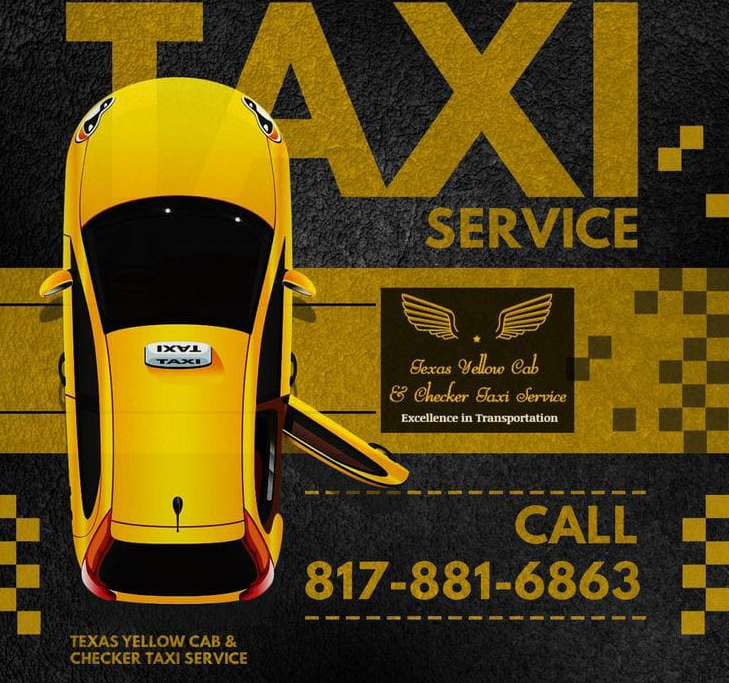 TAXI
SERVICE
TAXI
TAXI
Texas Yellow Cab
& Checker Taxi Service
Excellence in Transportation
CALL
817-881-6863
TEXAS YELLOW CAB &
CHECKER TAXI SERVICE